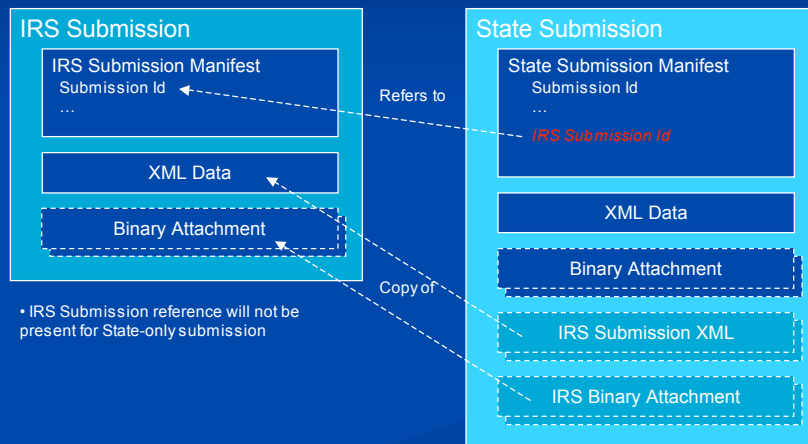 IRS Submission
IRS Submission Manifest
Submission Id
…
XML Data
Binary Attachment
• IRS Submission reference will not be
present for State-only submission
Refers to
Copy of
State Submission
State Submission Manifest
Submission Id
…
IRS Submission Id
XML Data
Binary Attachment
IRS Submission XML
IRS Binary Attachment